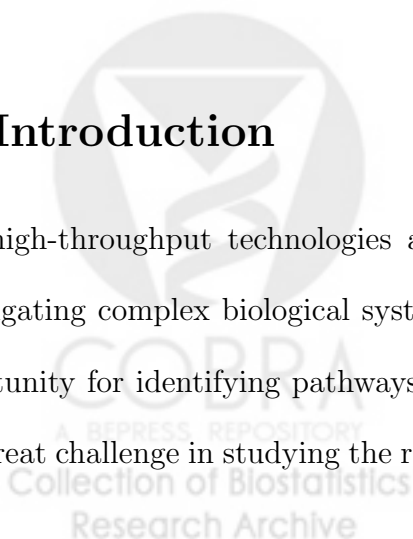 Introduction
high-throughput technologies a
gating complex biological syst
COBRA
tunity for identifying pathways
A BEPRESS REPOSITORY
reat challenge in studying the r
Collection of Biostatistics
Research Archive